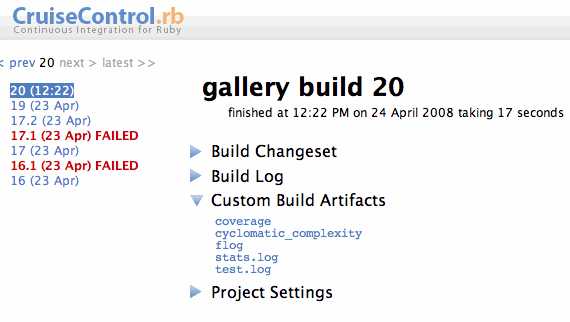 CruiseControl.rb
Continuous Integration for Ruby
< prev 20 next > latest >>
20 (12:22)
19 (23 Apr)
17.2 (23 Apr)
17.1 (23 Apr) FAILED
17 (23 Apr)
16.1 (23 Apr) FAILED
16 (23 Apr)
gallery build 20
finished at 12:22 PM on 24 April 2008 taking 17 seconds
Build Changeset
Build Log
Custom Build Artifacts
coverage
cyclomatic_complexity
flog
stats.log
test.log
Project Settings